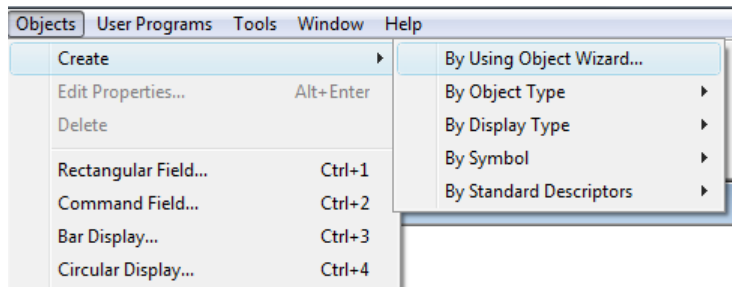 Objects User Programs Tools Window Help
Create
Edit Properties... Alt+Enter
Delete
Rectangular Field... Ctrl+1
Command Field... Ctrl+2
Bar Display... Ctrl+3
Circular Display... Ctrl+4
By Using Object Wizard...
By Object Type
By Display Type
By Symbol
By Standard Descriptors